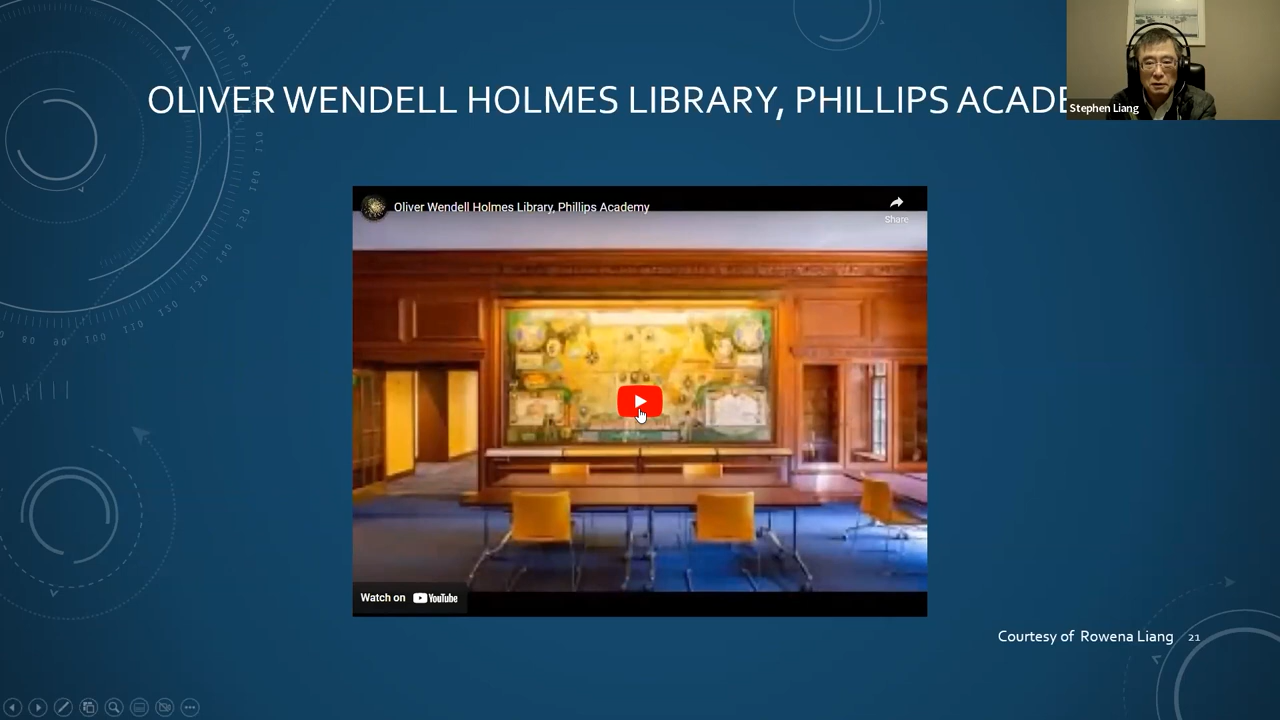 OLIVER WENDELL HOLMES LIBRARY, PHILLIPS ACADE
Stephen Liang
Oliver Wendell Holmes Library, Phillips Academy
Share
Watch on YouTube
Courtesy of Rowena Liang
21